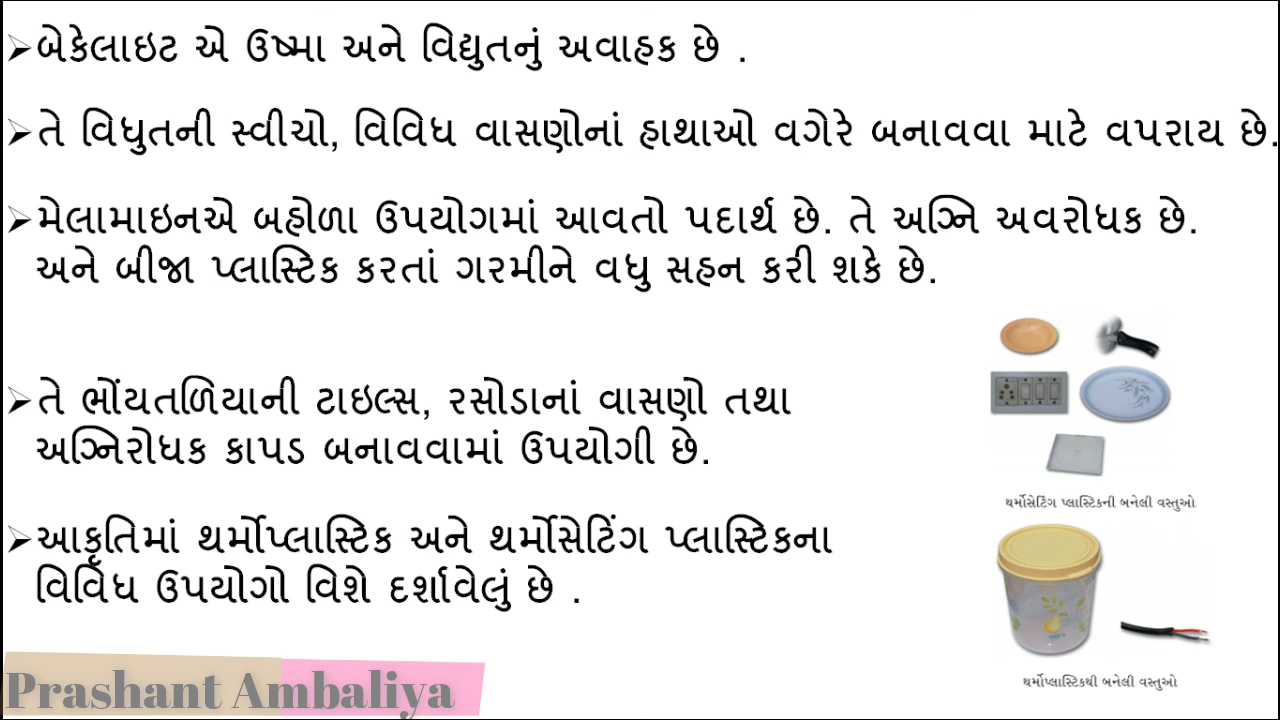 ➢બેકેલાઇટ એ ઉષ્મા અને વિદ્યુતનું અવાહક છે .
➢તે વિધુતની સ્વીચો, વિવિધ વાસણોનાં હાથાઓ વગેરે બનાવવા માટે વપરાય છે.
➢મેલામાઇનએ બહોળા ઉપયોગમાં આવતો પદાર્થ છે. તે અગ્નિ અવરોધક છે.
અને બીજા પ્લાસ્ટિક કરતાં ગરમીને વધુ સહન કરી શકે છે.
➢તે ભોંયતળિયાની ટાઇલ્સ, રસોડાનાં વાસણો તથા
અગ્નિરોધક કાપડ બનાવવામાં ઉપયોગી છે.
થર્મોસેટિંગ પ્લાસ્ટિકની બનેલી વસ્તુઓ
➢આકૃતિમાં થર્મોપ્લાસ્ટિક અને થર્મોસેટિંગ પ્લાસ્ટિકના
વિવિધ ઉપયોગો વિશે દર્શાવેલું છે .
થર્મોપ્લાસ્ટિકથી બનેલી વસ્તુઓ
Prashant Ambaliya